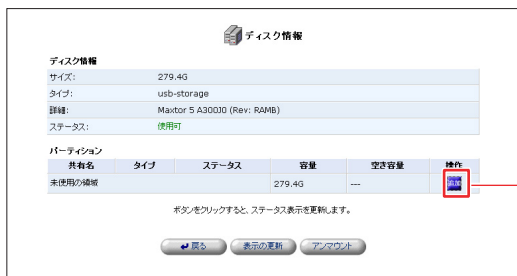 ディスク情報
ディスク情報
サイズ: 279.4G
タイプ: usb-storage
詳細: Maxtor 5 A300J0 (Rev: RAMB)
ステータス: 使用可
パーティション
共有名 タイプ ステータス 容量 空き容量 操作
未使用の領域 279.4G --- 追加
ボタンをクリックすると、ステータス表示を更新します。
戻る 表示の更新 アンマウント